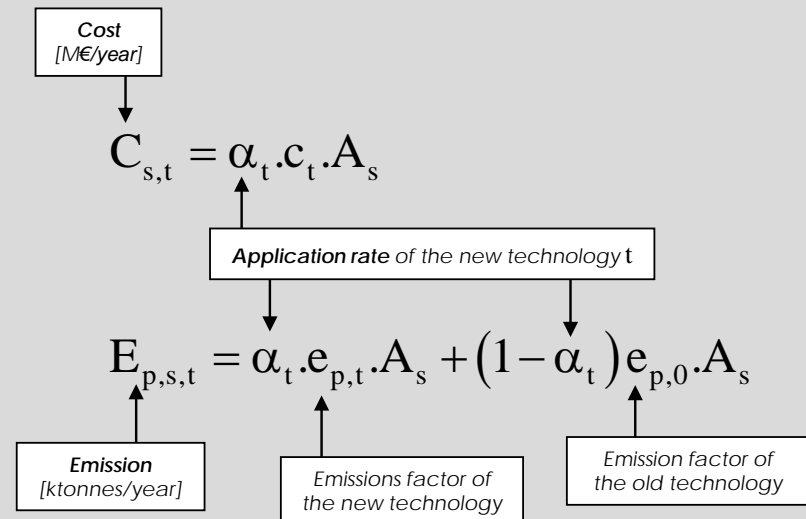 Cost
[M€/year]
C_{s,t} = α_t.c_t.A_s
Application rate of the new technology t
E_{p,s,t} = α_t.e_{p,t}.A_s + (1 − α_t) e_{p,0}.A_s
Emission
[ktonnes/year]
Emissions factor of
the new technology
Emission factor of
the old technology